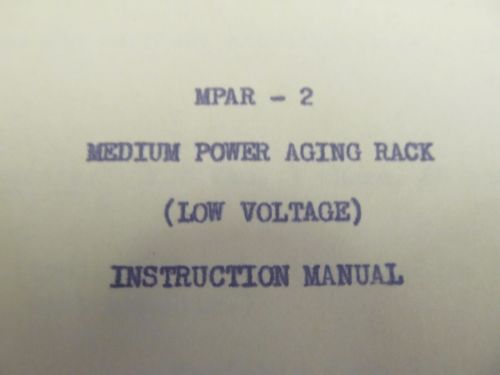 MPAR - 2
MEDIUM POWER AGING RACK
(LOW VOLTAGE)
INSTRUCTION MANUAL